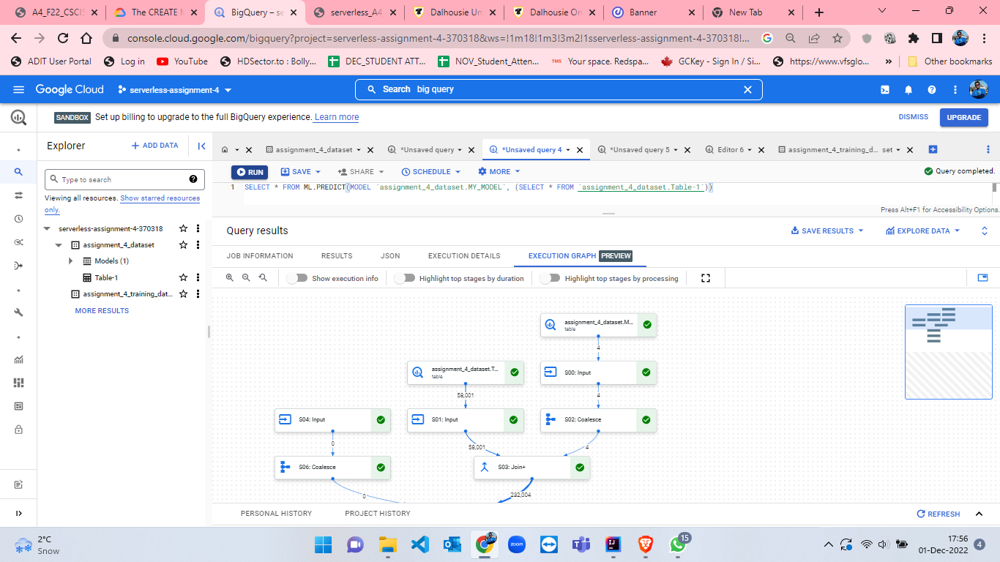 A4_F22_CSCI5
The CREATE M
BigQuery – se
serverless_A4
Dalhousie Un
Dalhousie On
Banner
New Tab
console.cloud.google.com/bigquery?project=serverless-assignment-4-370318&ws=!1m18!1m3!3m2!1sserverless-assignment-4-370318!...
ADIT User Portal
Log in
YouTube
HDSector.to : Bolly...
DEC_STUDENT ATT...
NOV_Student_Atten...
TMS Your space. Redspa...
GCKey - Sign In / Si...
https://www.vfsglo...
»
Other bookmarks
Google Cloud
serverless-assignment-4
Search big query
SANDBOX Set up billing to upgrade to the full BigQuery experience. Learn more
DISMISS
UPGRADE
Explorer
+ ADD DATA
assignment_4_dataset
*Unsaved query
*Unsaved query 4
*Unsaved query 5
Editor 6
assignment_4_training_d... set
RUN
SAVE
SHARE
SCHEDULE
MORE
Query completed.
Type to search
Viewing all resources. Show starred resources
only.
serverless-assignment-4-370318
assignment_4_dataset
Models (1)
Table-1
assignment_4_training_dat...
MORE RESULTS
1 SELECT * FROM ML.PREDICT(MODEL `assignment_4_dataset.MY_MODEL`, (SELECT * FROM `assignment_4_dataset.Table-1`))
Press Alt+F1 for Accessibility Options.
Query results
SAVE RESULTS
EXPLORE DATA
JOB INFORMATION
RESULTS
JSON
EXECUTION DETAILS
EXECUTION GRAPH PREVIEW
Show execution info
Highlight top stages by duration
Highlight top stages by processing
assignment_4_dataset.M...
table
4
assignment_4_dataset.T...
table
S00: Input
59,001
4
S04: Input
S01: Input
S02: Coalesce
0
59,001
4
S06: Coalesce
S03: Join+
0
232,004
PERSONAL HISTORY
PROJECT HISTORY
REFRESH
2°C
Snow
zoom
15
17:56
01-Dec-2022
4